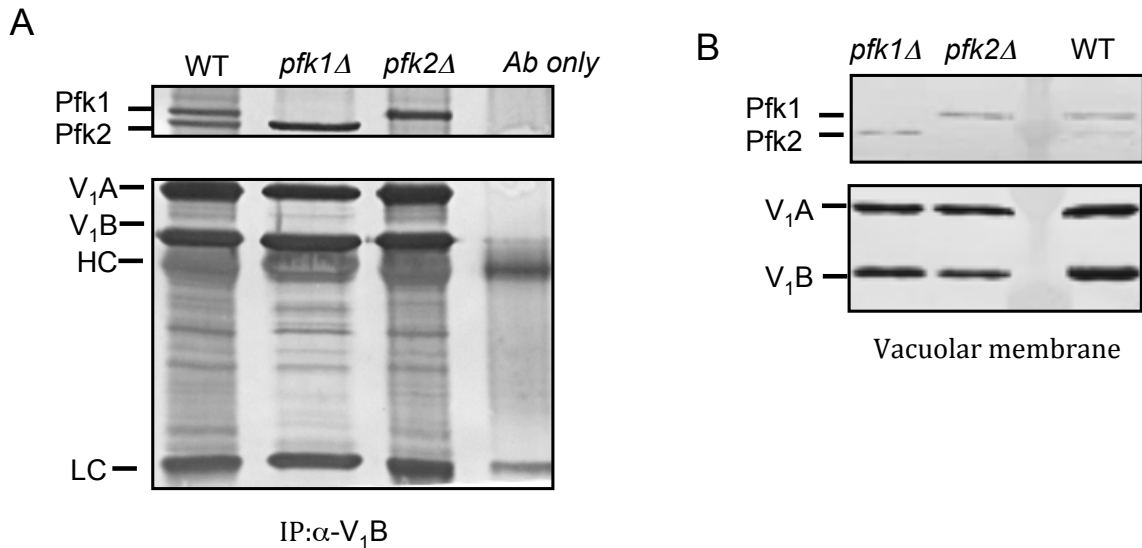 A
WT pfk1Δ pfk2Δ Ab only
Pfk1
Pfk2
V₁A
V₁B
HC
LC
IP:α-V₁B
B
pfk1Δ pfk2Δ WT
Pfk1
Pfk2
V₁A
V₁B
Vacuolar membrane